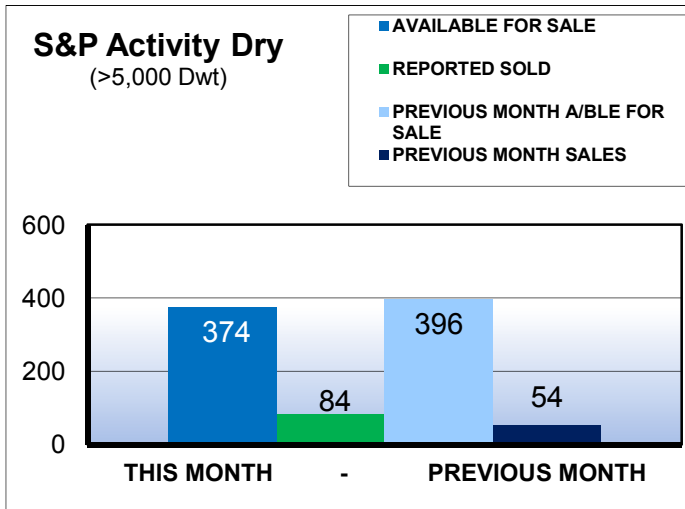 S&P Activity Dry
(>5,000 Dwt)
AVAILABLE FOR SALE
REPORTED SOLD
PREVIOUS MONTH A/BLE FOR
SALE
PREVIOUS MONTH SALES
600
400
200
0
374
84
396
54
THIS MONTH - PREVIOUS MONTH